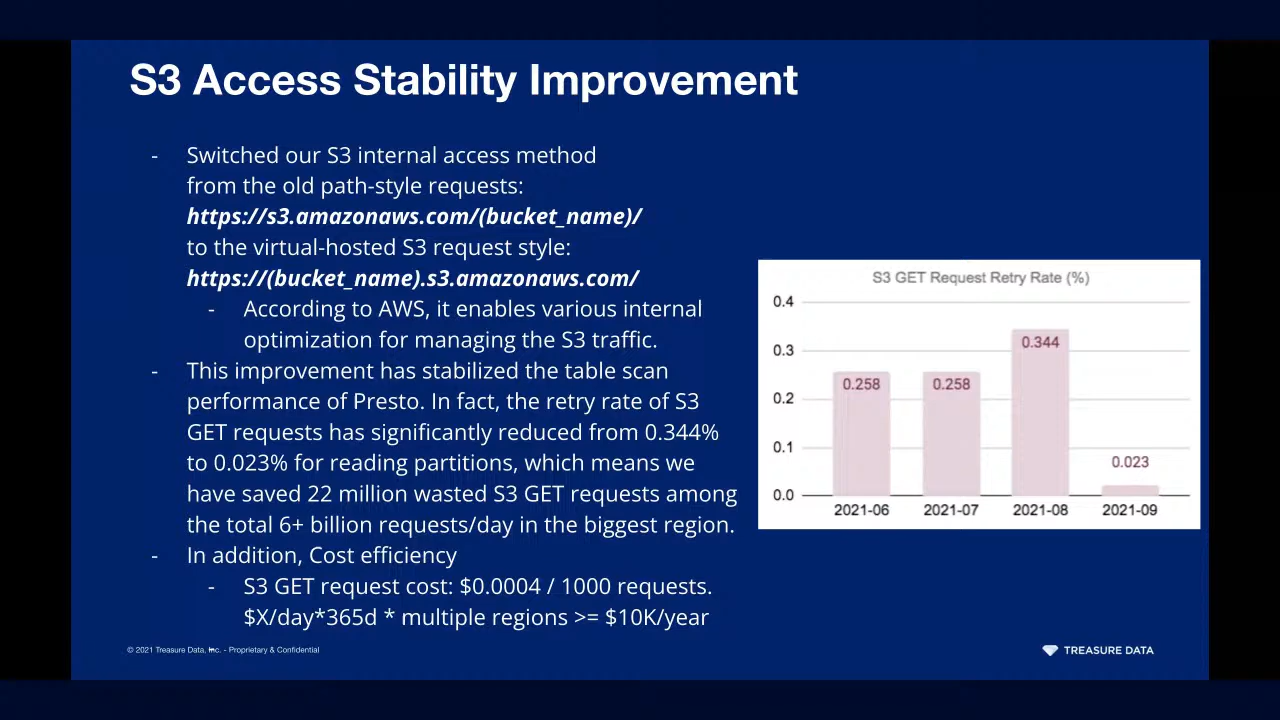 S3 Access Stability Improvement
- Switched our S3 internal access method
from the old path-style requests:
https://s3.amazonaws.com/(bucket_name)/
to the virtual-hosted S3 request style:
https://(bucket_name).s3.amazonaws.com/
- According to AWS, it enables various internal
optimization for managing the S3 traffic.
- This improvement has stabilized the table scan
performance of Presto. In fact, the retry rate of S3
GET requests has significantly reduced from 0.344%
to 0.023% for reading partitions, which means we
have saved 22 million wasted S3 GET requests among
the total 6+ billion requests/day in the biggest region.
- In addition, Cost efficiency
- S3 GET request cost: $0.0004 / 1000 requests.
$X/day*365d * multiple regions >= $10K/year
S3 GET Request Retry Rate (%)
0.4
0.3
0.2
0.1
0.0
0.258
0.258
0.344
0.023
2021-06
2021-07
2021-08
2021-09
© 2021 Treasure Data, Inc. - Proprietary & Confidential
TREASURE DATA